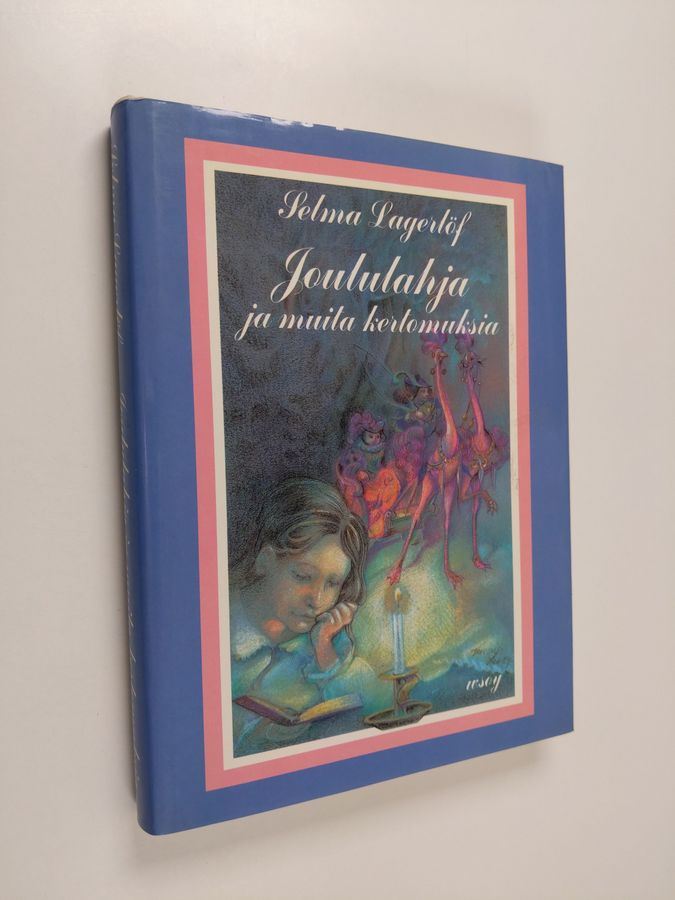 Selma Lagerlöf
Joululahja
ja muita kertomuksia
wsoy